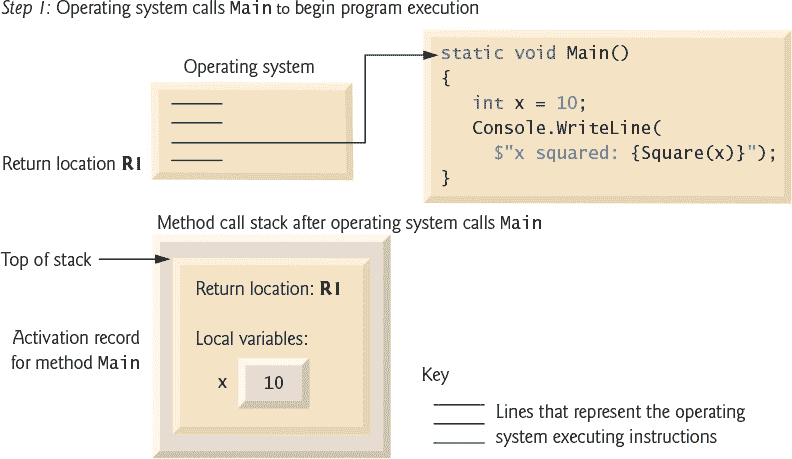 Step 1: Operating system calls Main to begin program execution
Operating system
Return location R1
static void Main()
{
int x = 10;
Console.WriteLine(
$"x squared: {Square(x)}");
}
Method call stack after operating system calls Main
Top of stack
Return location: R1
Activation record
for method Main
Local variables:
x 10
Key
Lines that represent the operating
system executing instructions